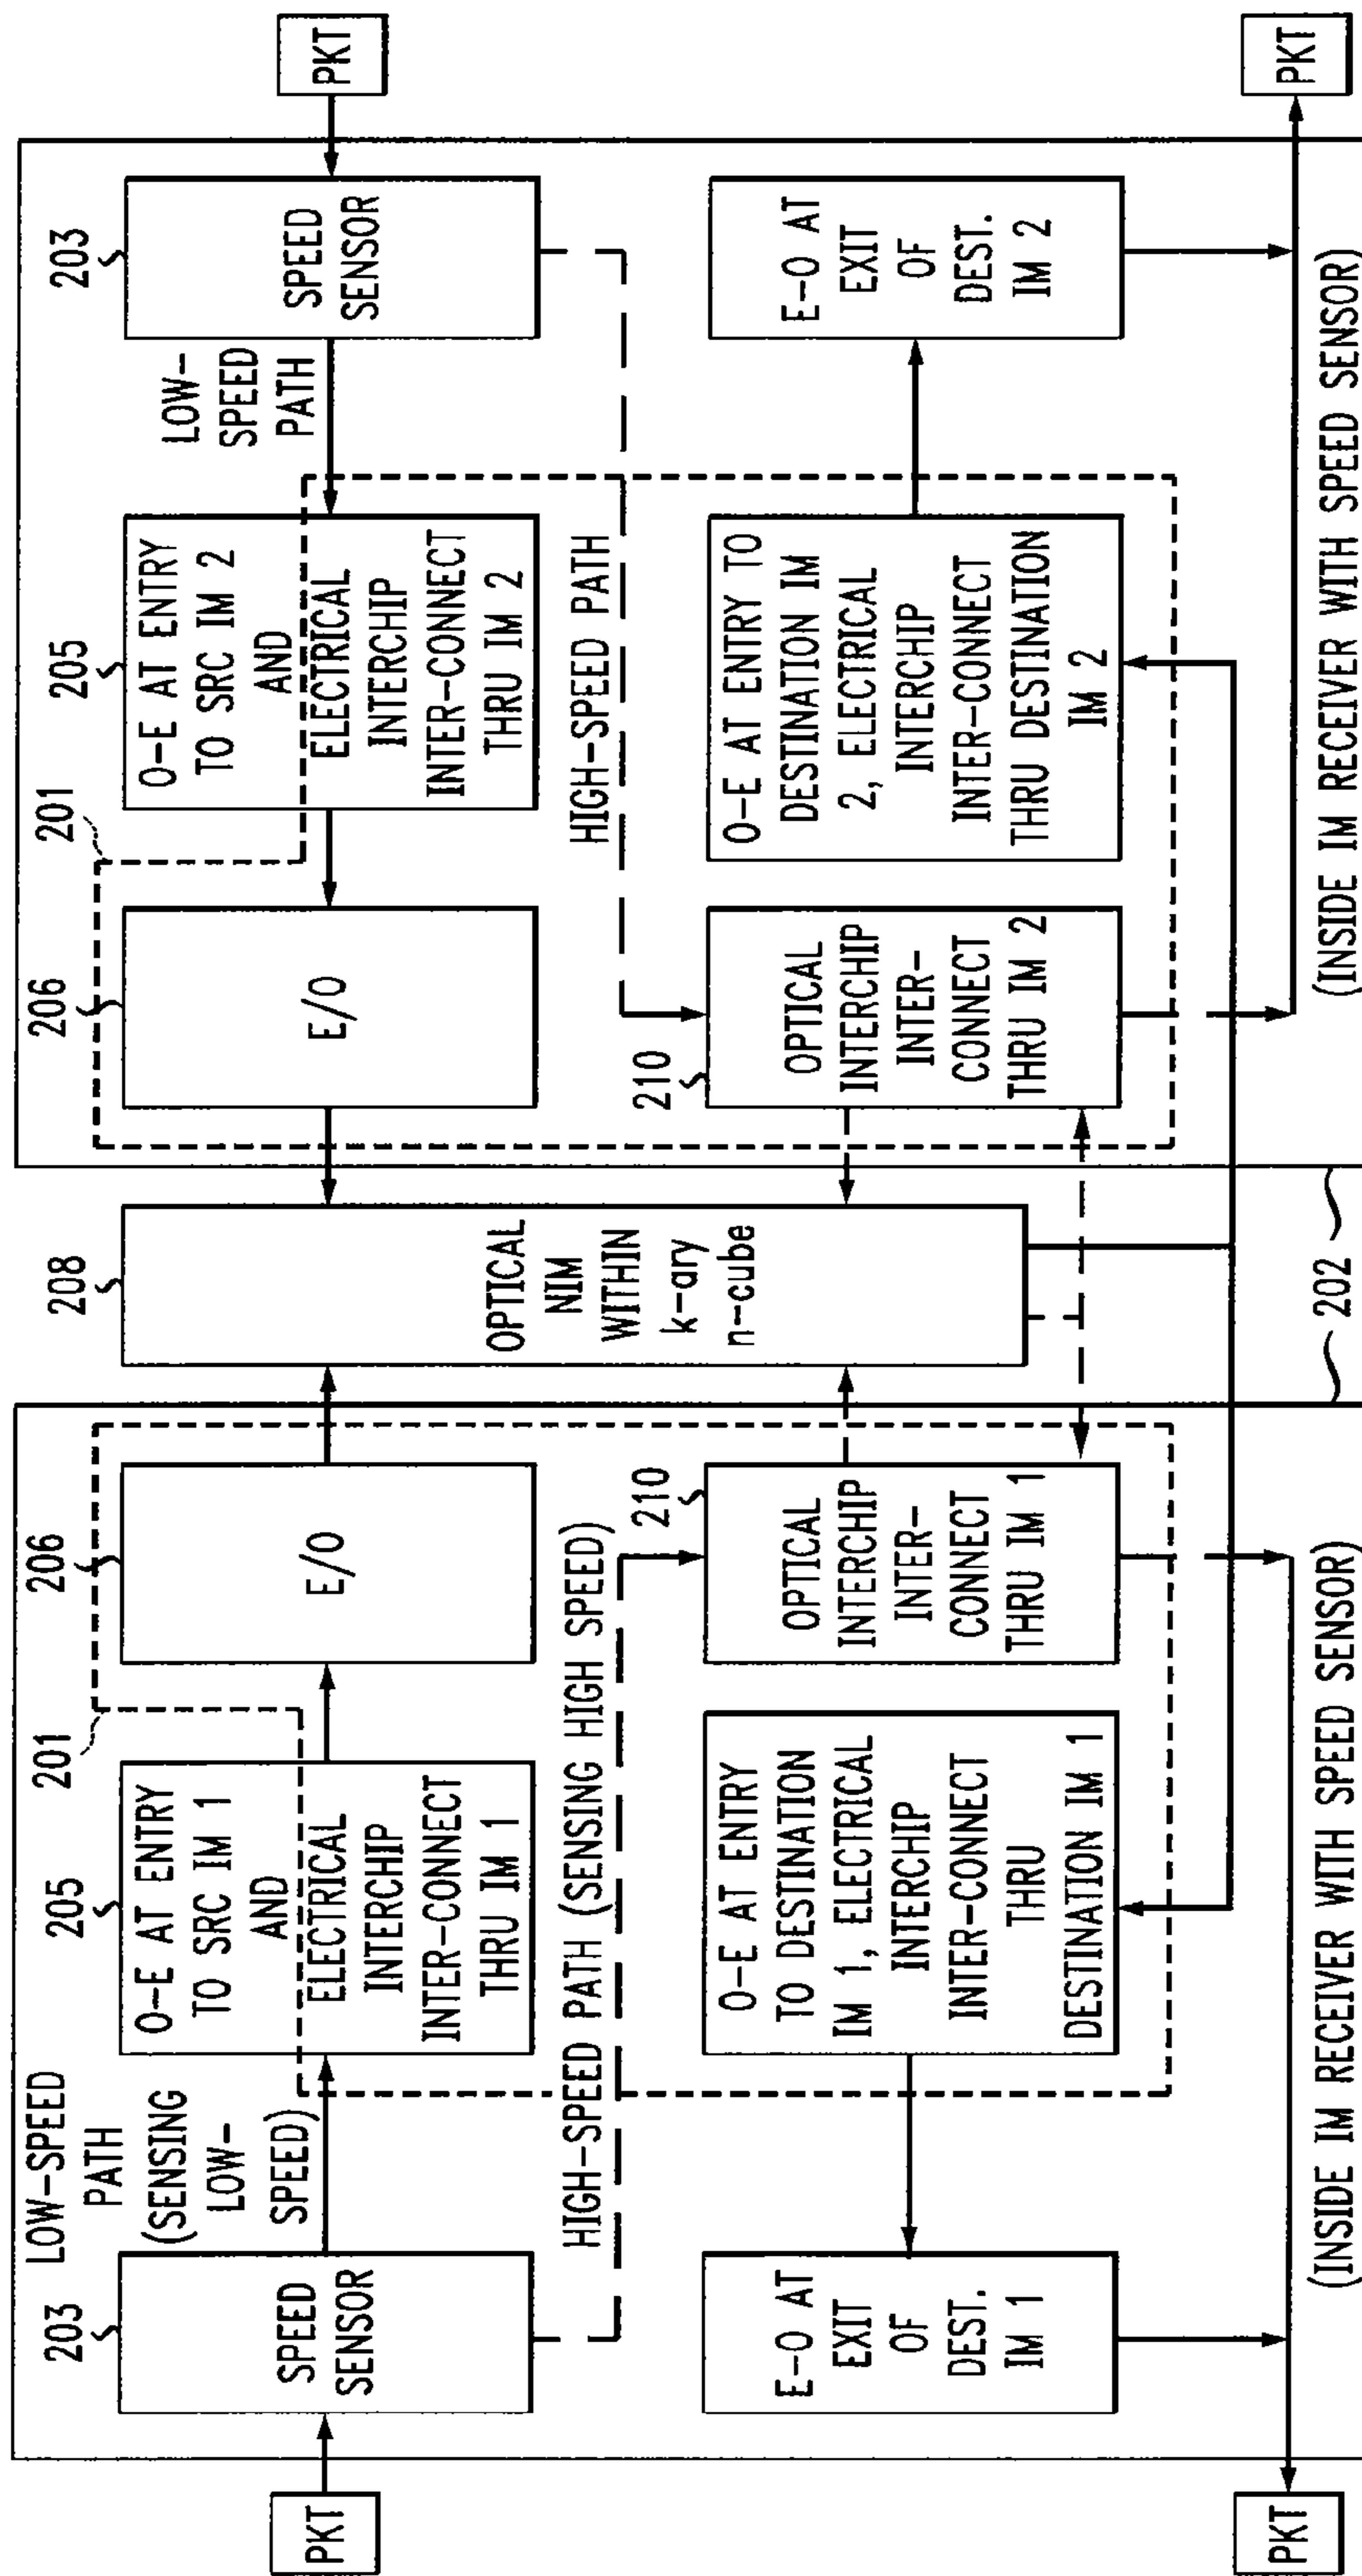 PKT
203
SPEED
SENSOR
LOW-SPEED
PATH
(SENSING
LOW-
SPEED)
205
O-E AT ENTRY
TO SRC IM 1
AND
ELECTRICAL
INTERCHIP
INTER-CONNECT
THRU IM 1
201
206
E/O
HIGH-SPEED PATH (SENSING HIGH SPEED)
E-O AT
EXIT
OF
DEST.
IM 1
O-E AT ENTRY
TO DESTINATION
IM 1, ELECTRICAL
INTERCHIP
INTER-CONNECT
THRU
DESTINATION IM 1
210
OPTICAL
INTERCHIP
INTER-
CONNECT
THRU IM 1
PKT
(INSIDE IM RECEIVER WITH SPEED SENSOR)
208
OPTICAL
NIM
WITHIN
k-ary
n-cube
202
206
E/O
201
205
O-E AT ENTRY
TO SRC IM 2
AND
ELECTRICAL
INTERCHIP
INTER-CONNECT
THRU IM 2
LOW-
SPEED
PATH
203
SPEED
SENSOR
PKT
HIGH-SPEED PATH
210
OPTICAL
INTERCHIP
INTER-
CONNECT
THRU IM 2
O-E AT ENTRY TO
DESTINATION IM
2, ELECTRICAL
INTERCHIP
INTER-CONNECT
THRU DESTINATION
IM 2
E-O AT
EXIT
OF
DEST.
IM 2
PKT
(INSIDE IM RECEIVER WITH SPEED SENSOR)